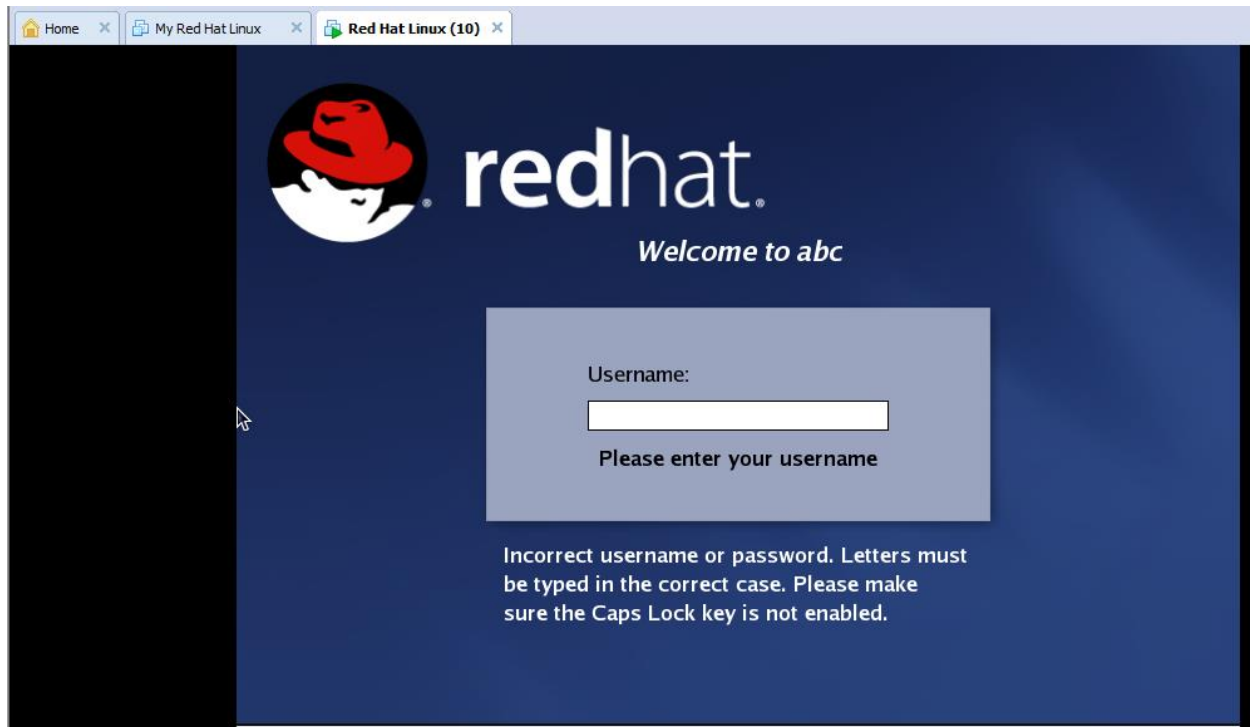 Home My Red Hat Linux Red Hat Linux (10)
redhat.
Welcome to abc
Username:
Please enter your username
Incorrect username or password. Letters must
be typed in the correct case. Please make
sure the Caps Lock key is not enabled.